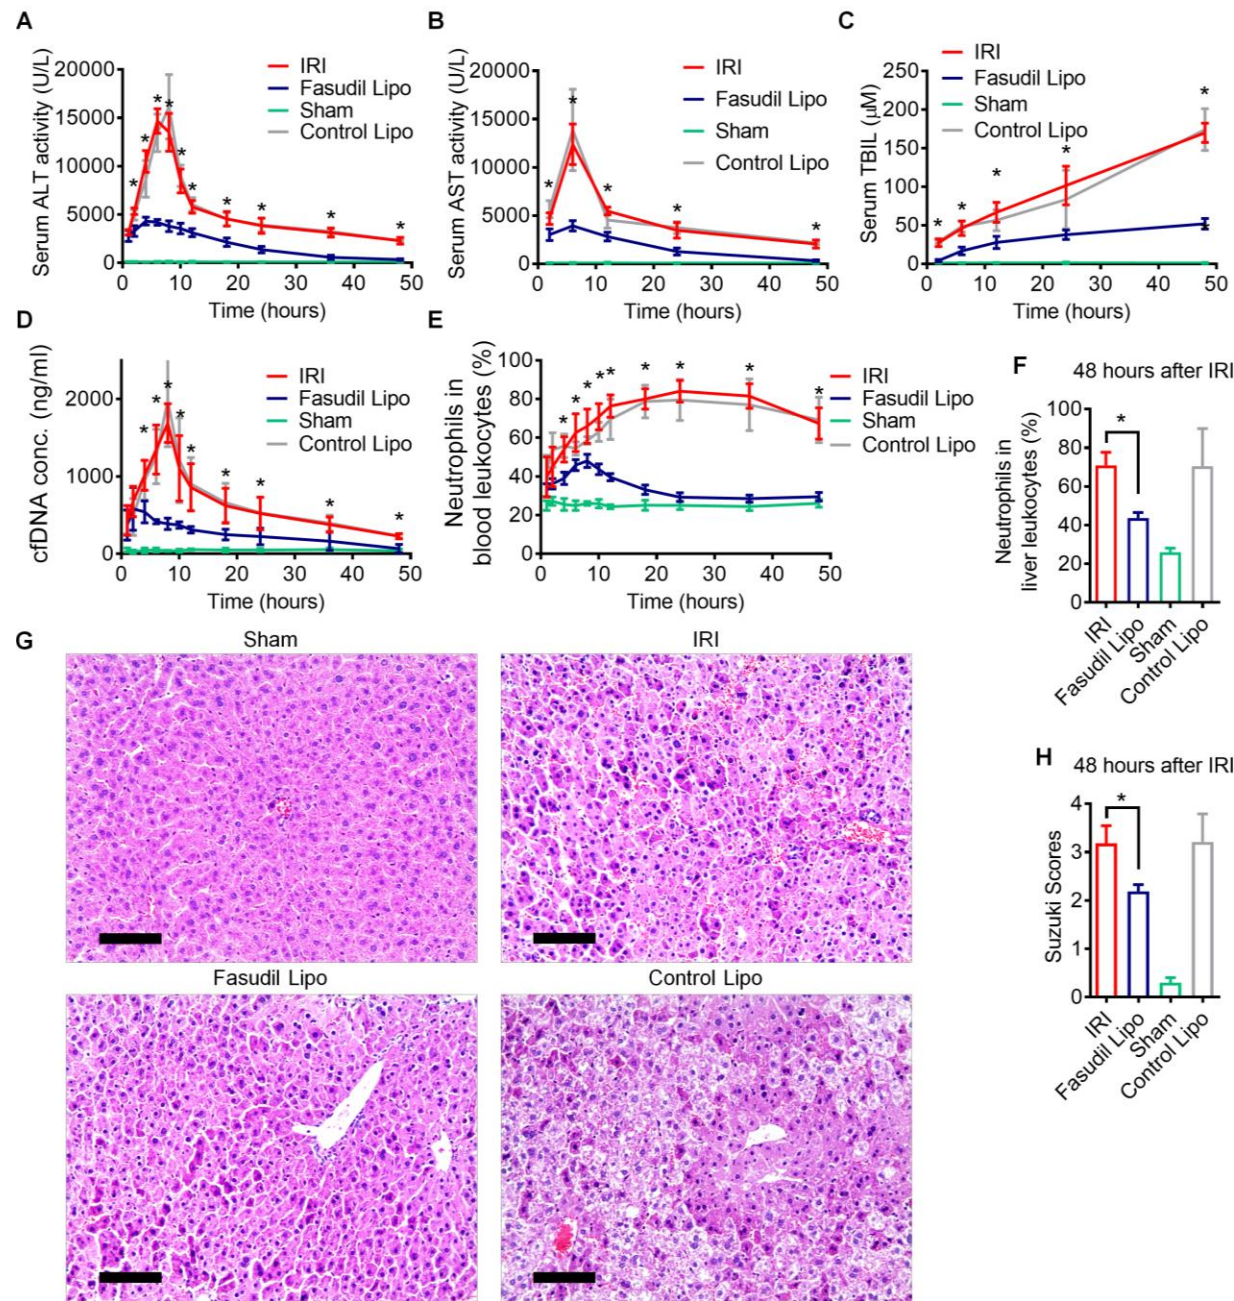 A
Serum ALT activity (U/L)
20000
15000
10000
5000
0
0 10 20 30 40 50
Time (hours)
IRI
Fasudil Lipo
Sham
Control Lipo
* * * * * * * * * *
B
Serum AST activity (U/L)
20000
15000
10000
5000
0
0 10 20 30 40 50
Time (hours)
IRI
Fasudil Lipo
Sham
Control Lipo
* * * * *
C
IRI
Fasudil Lipo
Sham
Control Lipo
Serum TBIL (µM)
250
200
150
100
50
0
0 10 20 30 40 50
Time (hours)
* * * * * *
D
cfDNA conc. (ng/ml)
2000
1000
0
0 10 20 30 40 50
Time (hours)
IRI
Fasudil Lipo
Sham
Control Lipo
* * * * * * * * *
E
Neutrophils in
blood leukocytes (%)
100
80
60
40
20
0
0 10 20 30 40 50
Time (hours)
IRI
Fasudil Lipo
Sham
Control Lipo
* * * * * * * * *
F
48 hours after IRI
Neutrophils in
liver leukocytes (%)
100
80
60
40
20
0
*
IRI
Fasudil Lipo
Sham
Control Lipo
G
Sham
IRI
Fasudil Lipo
Control Lipo
H
48 hours after IRI
Suzuki Scores
4
3
2
1
0
*
IRI
Fasudil Lipo
Sham
Control Lipo